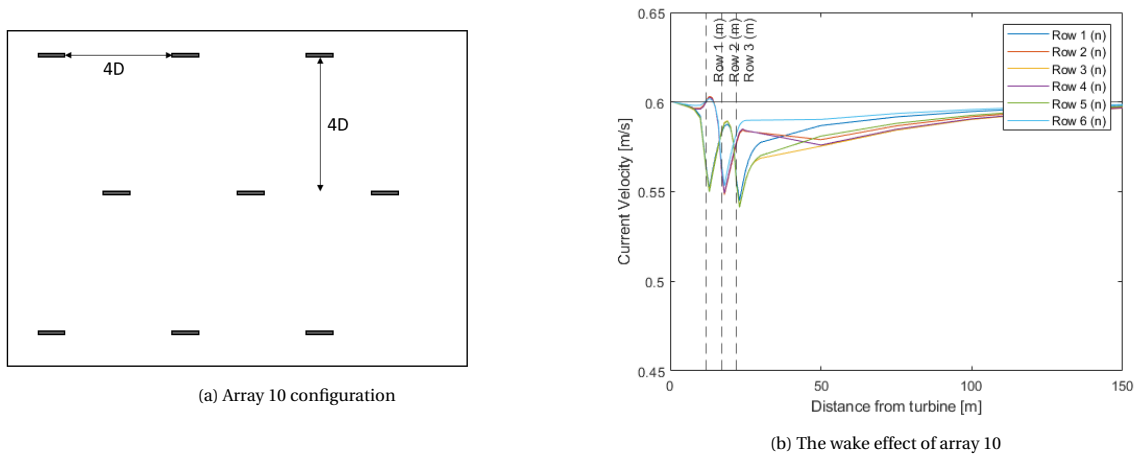 4D
4D
(a) Array 10 configuration
0.65
0.6
0.55
0.5
0.45
Current Velocity [m/s]
Row 1 (m)
Row 2 (m)
Row 3 (m)
Row 1 (n)
Row 2 (n)
Row 3 (n)
Row 4 (n)
Row 5 (n)
Row 6 (n)
0
50
100
150
Distance from turbine [m]
(b) The wake effect of array 10